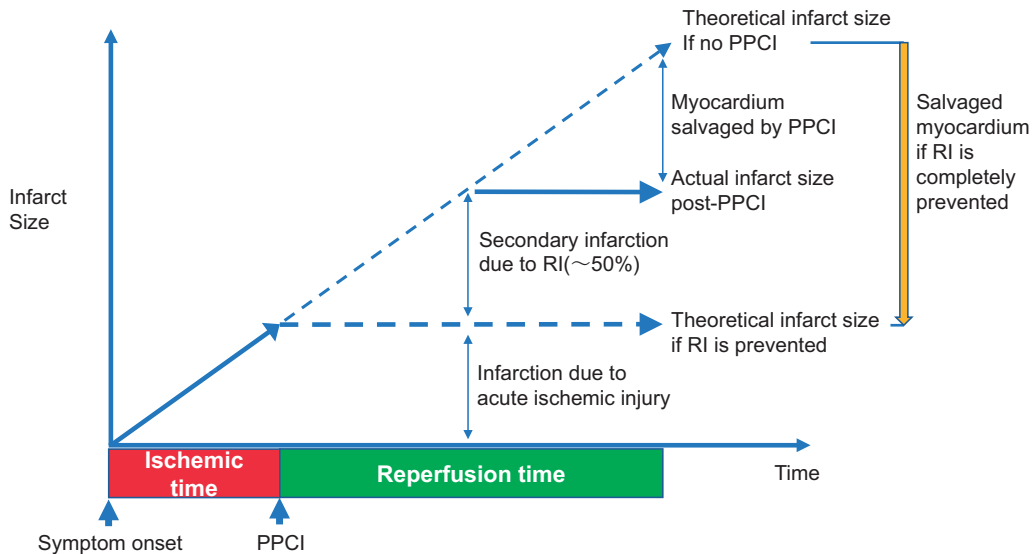 Theoretical infarct size
If no PPCI
Myocardium
salvaged by PPCI
Salvaged
myocardium
if RI is
completely
prevented
Infarct
Size
Actual infarct size
post-PPCI
Secondary infarction
due to RI(～50%)
Theoretical infarct size
if RI is prevented
Infarction due to
acute ischemic injury
Ischemic
time
Reperfusion time
Time
Symptom onset
PPCI